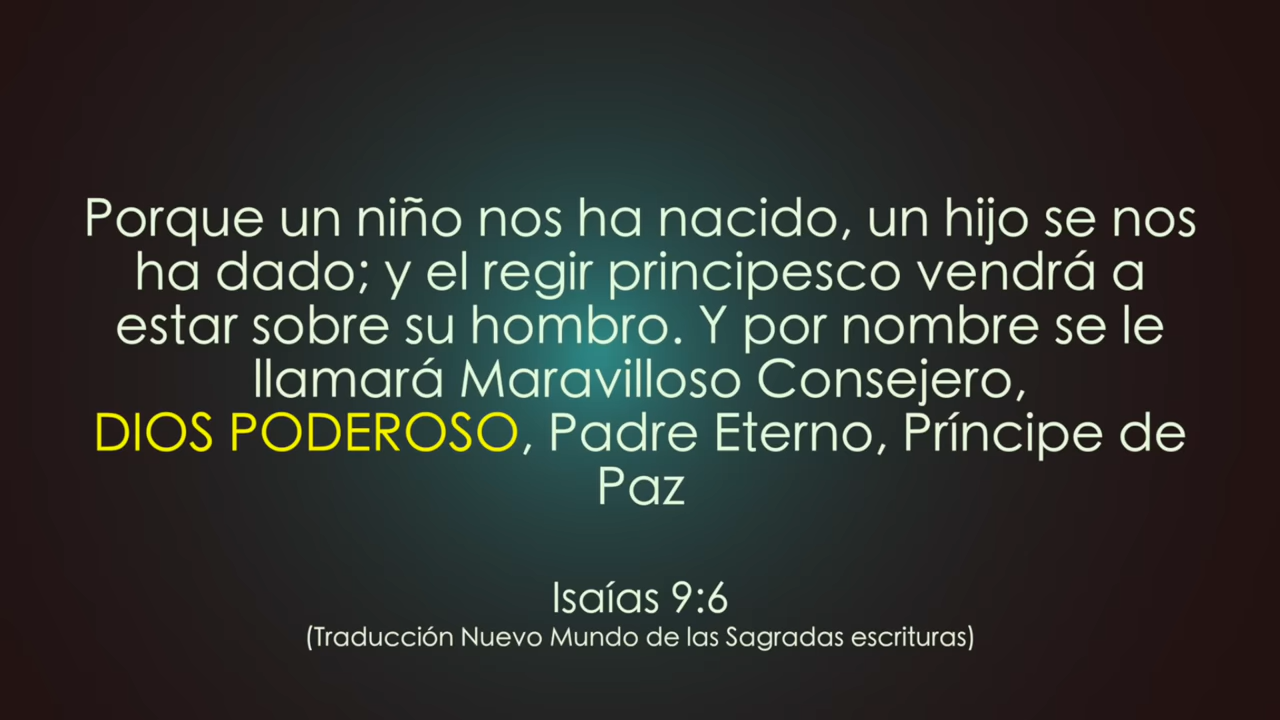 Porque un niño nos ha nacido, un hijo se nos
ha dado; y el regir principesco vendrá a
estar sobre su hombro. Y por nombre se le
llamará Maravilloso Consejero,
DIOS PODEROSO, Padre Eterno, Príncipe de
Paz
Isaías 9:6
(Traducción Nuevo Mundo de las Sagradas escrituras)